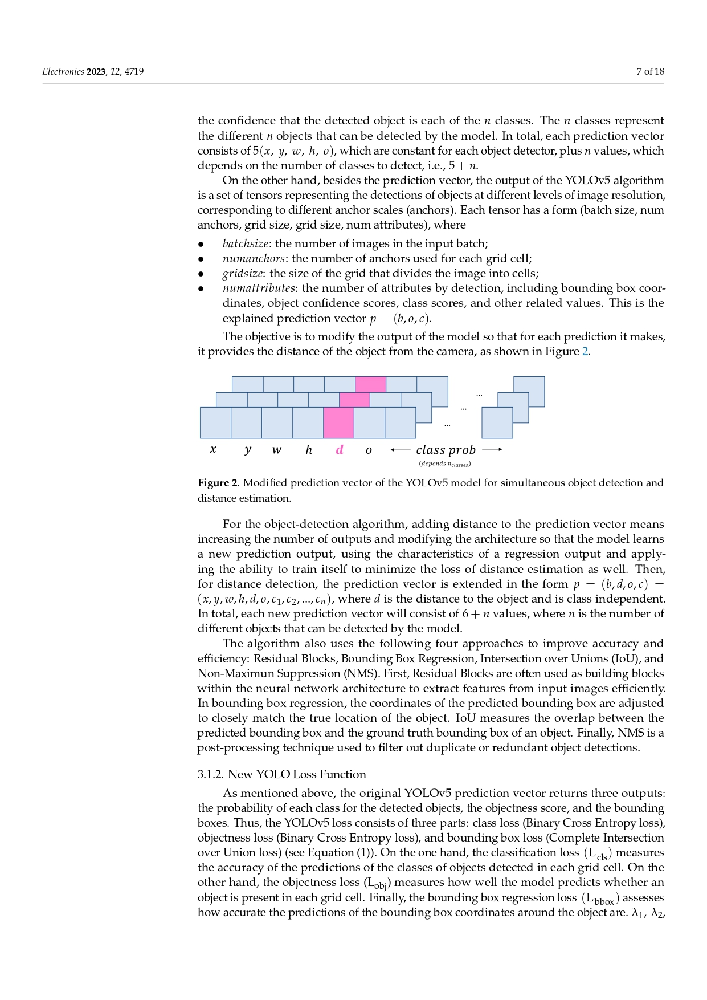 Electronics 2023, 12, 4719
7 of 18
the confidence that the detected object is each of the n classes. The n classes represent
the different n objects that can be detected by the model. In total, each prediction vector
consists of 5(x, y, w, h, o), which are constant for each object detector, plus n values, which
depends on the number of classes to detect, i.e., 5 + n.
On the other hand, besides the prediction vector, the output of the YOLOv5 algorithm
is a set of tensors representing the detections of objects at different levels of image resolution,
corresponding to different anchor scales (anchors). Each tensor has a form (batch size, num
anchors, grid size, grid size, num attributes), where
● batchsize: the number of images in the input batch;
● numanchors: the number of anchors used for each grid cell;
● gridsize: the size of the grid that divides the image into cells;
● numattributes: the number of attributes by detection, including bounding box coor-
dinates, object confidence scores, class scores, and other related values. This is the
explained prediction vector p = (b, o, c).
The objective is to modify the output of the model so that for each prediction it makes,
it provides the distance of the object from the camera, as shown in Figure 2.
...
...
...
x y w h d o ← class prob →
(depends n_classes)
Figure 2. Modified prediction vector of the YOLOv5 model for simultaneous object detection and
distance estimation.
For the object-detection algorithm, adding distance to the prediction vector means
increasing the number of outputs and modifying the architecture so that the model learns
a new prediction output, using the characteristics of a regression output and apply-
ing the ability to train itself to minimize the loss of distance estimation as well. Then,
for distance detection, the prediction vector is extended in the form p = (b, d, o, c) =
(x, y, w, h, d, o, c₁, c₂, ..., cₙ), where d is the distance to the object and is class independent.
In total, each new prediction vector will consist of 6 + n values, where n is the number of
different objects that can be detected by the model.
The algorithm also uses the following four approaches to improve accuracy and
efficiency: Residual Blocks, Bounding Box Regression, Intersection over Unions (IoU), and
Non-Maximun Suppression (NMS). First, Residual Blocks are often used as building blocks
within the neural network architecture to extract features from input images efficiently.
In bounding box regression, the coordinates of the predicted bounding box are adjusted
to closely match the true location of the object. IoU measures the overlap between the
predicted bounding box and the ground truth bounding box of an object. Finally, NMS is a
post-processing technique used to filter out duplicate or redundant object detections.
3.1.2. New YOLO Loss Function
As mentioned above, the original YOLOv5 prediction vector returns three outputs:
the probability of each class for the detected objects, the objectness score, and the bounding
boxes. Thus, the YOLOv5 loss consists of three parts: class loss (Binary Cross Entropy loss),
objectness loss (Binary Cross Entropy loss), and bounding box loss (Complete Intersection
over Union loss) (see Equation (1)). On the one hand, the classification loss (L_cls) measures
the accuracy of the predictions of the classes of objects detected in each grid cell. On the
other hand, the objectness loss (L_obj) measures how well the model predicts whether an
object is present in each grid cell. Finally, the bounding box regression loss (L_bbox) assesses
how accurate the predictions of the bounding box coordinates around the object are. λ₁, λ₂,